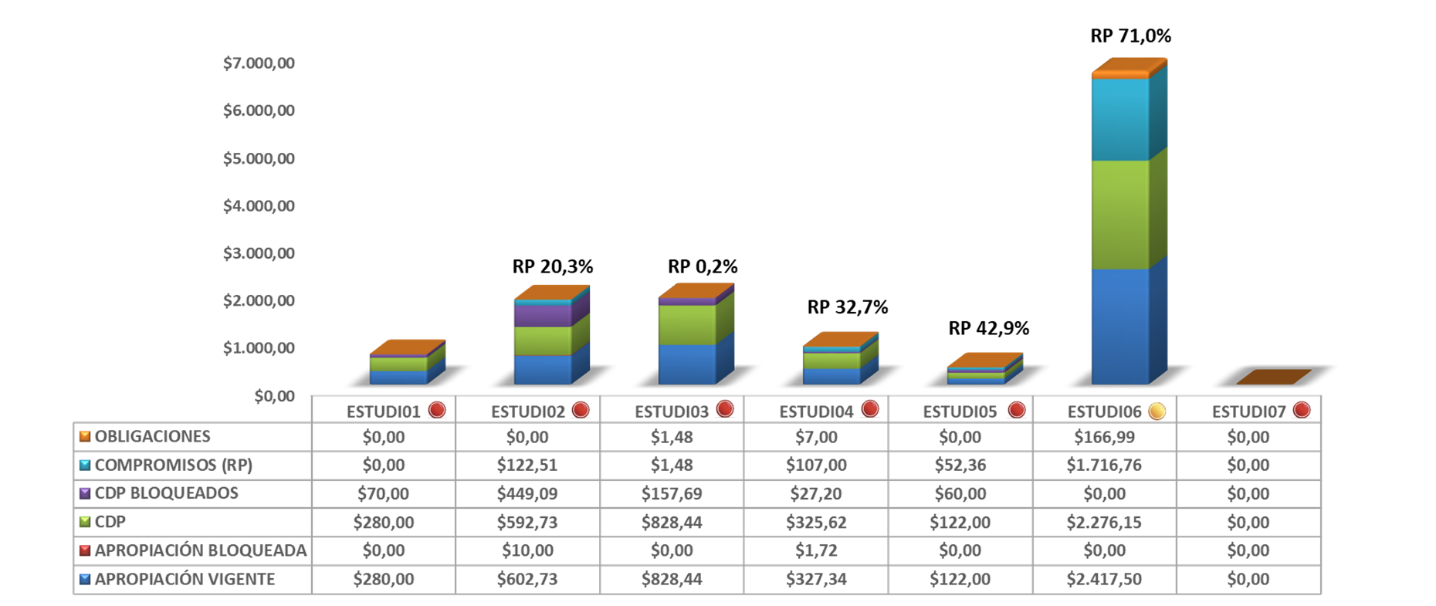 RP 71,0%
$7.000,00
$6.000,00
$5.000,00
$4.000,00
$3.000,00
RP 20,3% RP 0,2%
$2.000,00
RP 32,7%
RP 42,9%
$1.000,00
$0,00
ESTUDI01 ESTUDI02 ESTUDI03 ESTUDI04 ESTUDI05 ESTUDI06 ESTUDI07
OBLIGACIONES $0,00 $0,00 $1,48 $7,00 $0,00 $166,99 $0,00
COMPROMISOS (RP) $0,00 $122,51 $1,48 $107,00 $52,36 $1.716,76 $0,00
CDP BLOQUEADOS $70,00 $449,09 $157,69 $27,20 $60,00 $0,00 $0,00
CDP $280,00 $592,73 $828,44 $325,62 $122,00 $2.276,15 $0,00
APROPIACIÓN BLOQUEADA $0,00 $10,00 $0,00 $1,72 $0,00 $0,00 $0,00
APROPIACIÓN VIGENTE $280,00 $602,73 $828,44 $327,34 $122,00 $2.417,50 $0,00